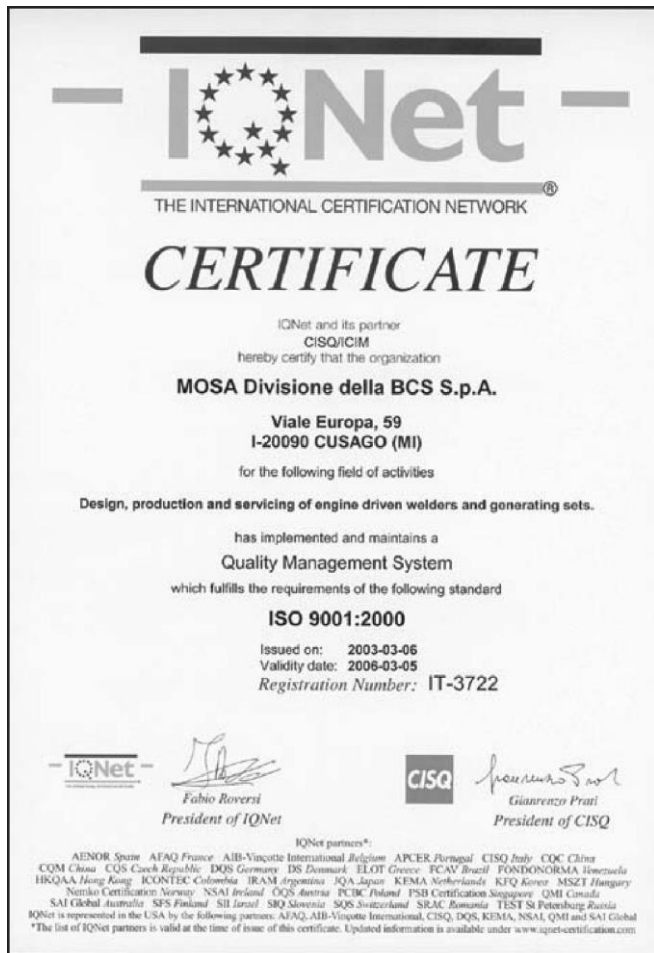 IQNet
®
THE INTERNATIONAL CERTIFICATION NETWORK
CERTIFICATE
IQNet and its partner
CISQ/ICIM
hereby certify that the organization
MOSA Divisione della BCS S.p.A.
Viale Europa, 59
I-20090 CUSAGO (MI)
for the following field of activities
Design, production and servicing of engine driven welders and generating sets.
has implemented and maintains a
Quality Management System
which fulfills the requirements of the following standard
ISO 9001:2000
Issued on: 2003-03-06
Validity date: 2006-03-05
Registration Number: IT-3722
IQNet
Fabio Roversi
President of IQNet
CISQ
Gianrenzo Prati
President of CISQ
IQNet partners*:
AENOR Spain AFAQ France AIB-Vinçotte International Belgium APCER Portugal CISQ Italy CQC China
CQM China CQS Czech Republic DQS Germany DS Denmark ELOT Greece FCAV Brazil FONDONORMA Venezuela
HKQAA Hong Kong ICONTEC Colombia IRAM Argentina JQA Japan KEMA Netherlands KFQ Korea MSZT Hungary
Nemko Certification Norway NSAI Ireland ÖQS Austria PCBC Poland PSB Certification Singapore QMI Canada
SAI Global Australia SFS Finland SII Israel SIQ Slovenia SQS Switzerland SRAC Romania TEST St Petersburg Russia
IQNet is represented in the USA by the following partners: AFAQ, AIB-Vinçotte International, CISQ, DQS, KEMA, NSAI, QMI and SAI Global
*The list of IQNet partners is valid at the time of issue of this certificate. Updated information is available under www.iqnet-certification.com